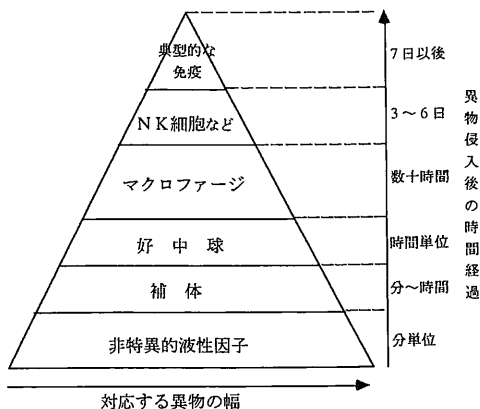 典型的な
免疫
NK細胞など
マクロファージ
好中球
補体
非特異的液性因子
7日以後
3～6日
数十時間
時間単位
分～時間
分単位
異物侵入後の時間経過
対応する異物の幅